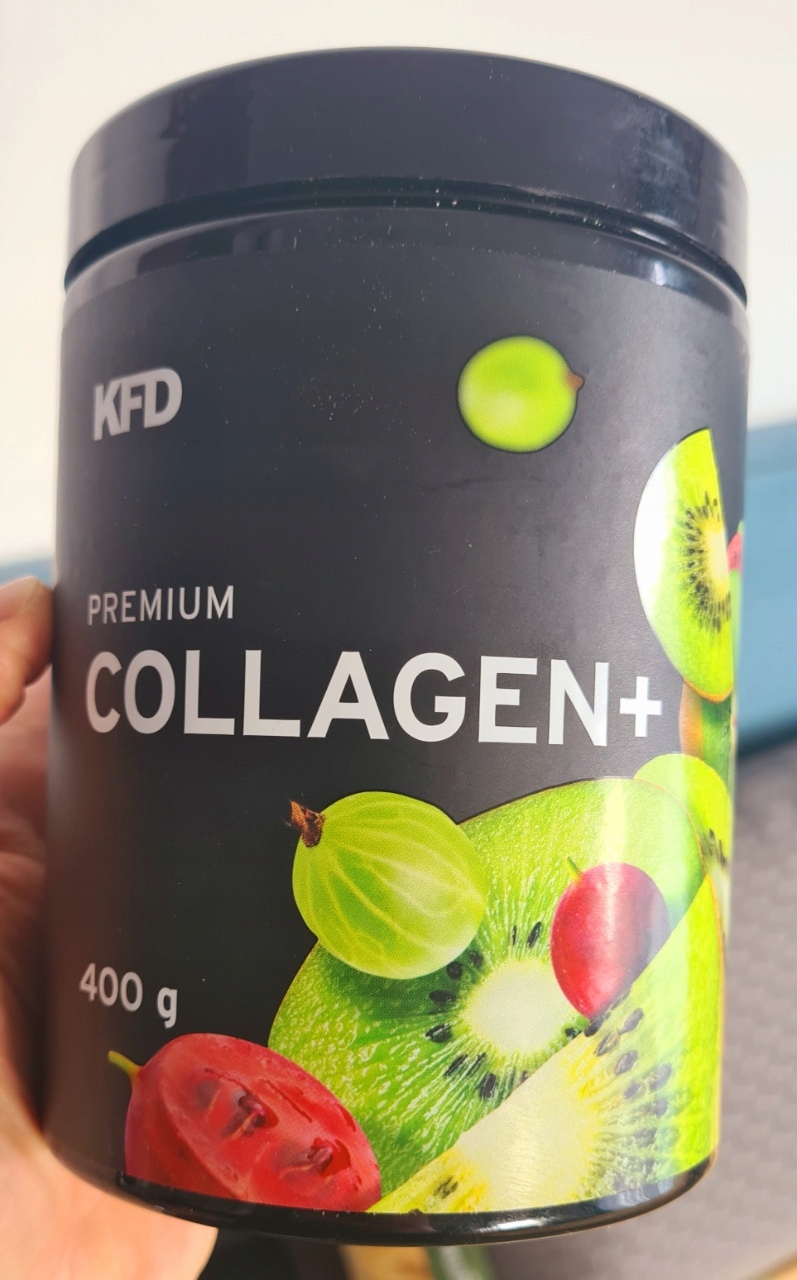 KFD
PREMIUM
COLLAGEN+
400 g